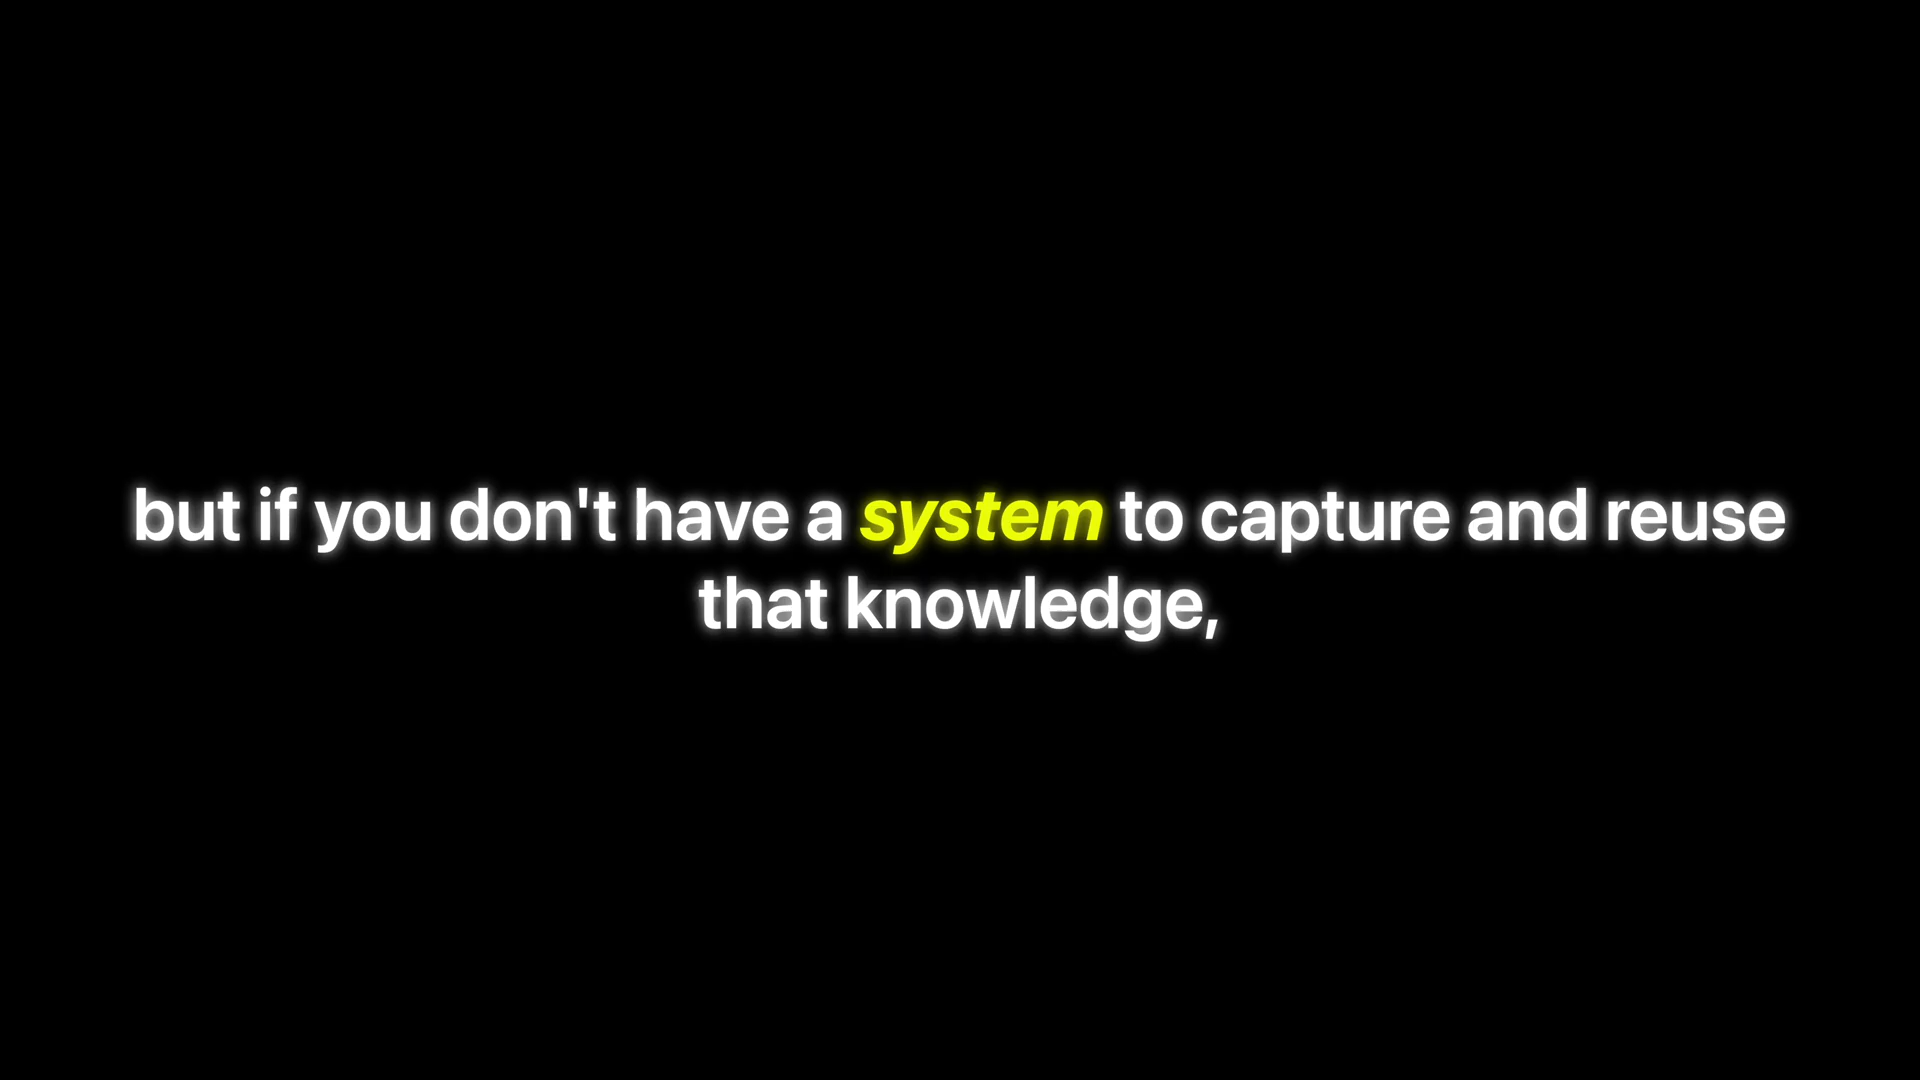 but if you don't have a system to capture and reuse
that knowledge,